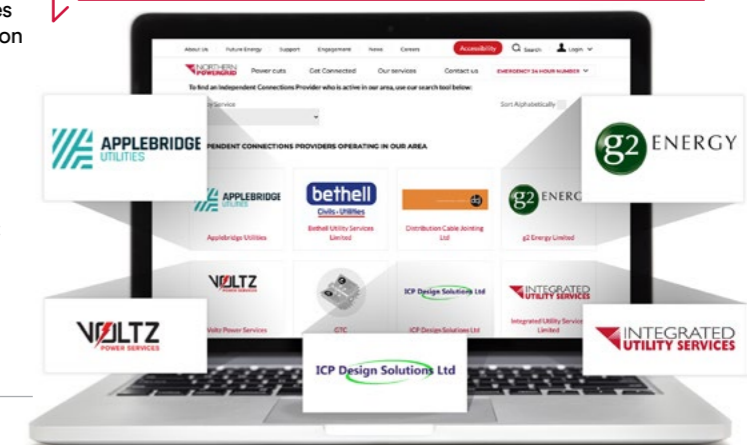 es
on
About Us Future Energy Support Engagement News Careers Accessibility Search Login
NORTHERN POWERGRID Power cuts Get Connected Our services Contact us EMERGENCY 24 HOUR NUMBER
To find an Independent Connections Provider who is active in our area, use our search tool below:
Service Sort Alphabetically
APPLEBRIDGE
UTILITIES
g2 ENERGY
PENDENT CONNECTIONS PROVIDERS OPERATING IN OUR AREA
APPLEBRIDGE
UTILITIES
bethell
Civils • Utilities
dcj
g2 ENERG
Applebridge Utilities
Bethell Utility Services
Limited
Distribution Cable Jointing
Ltd
g2 Energy Limited
VOLTZ
POWER SERVICES
ICP Design Solutions Ltd
INTEGRATED
UTILITY SERVICES
Voltz Power Services
GTC
ICP Design Solutions Ltd
Integrated Utility Services
Limited
VOLTZ
POWER SERVICES
ICP Design Solutions Ltd
INTEGRATED
UTILITY SERVICES